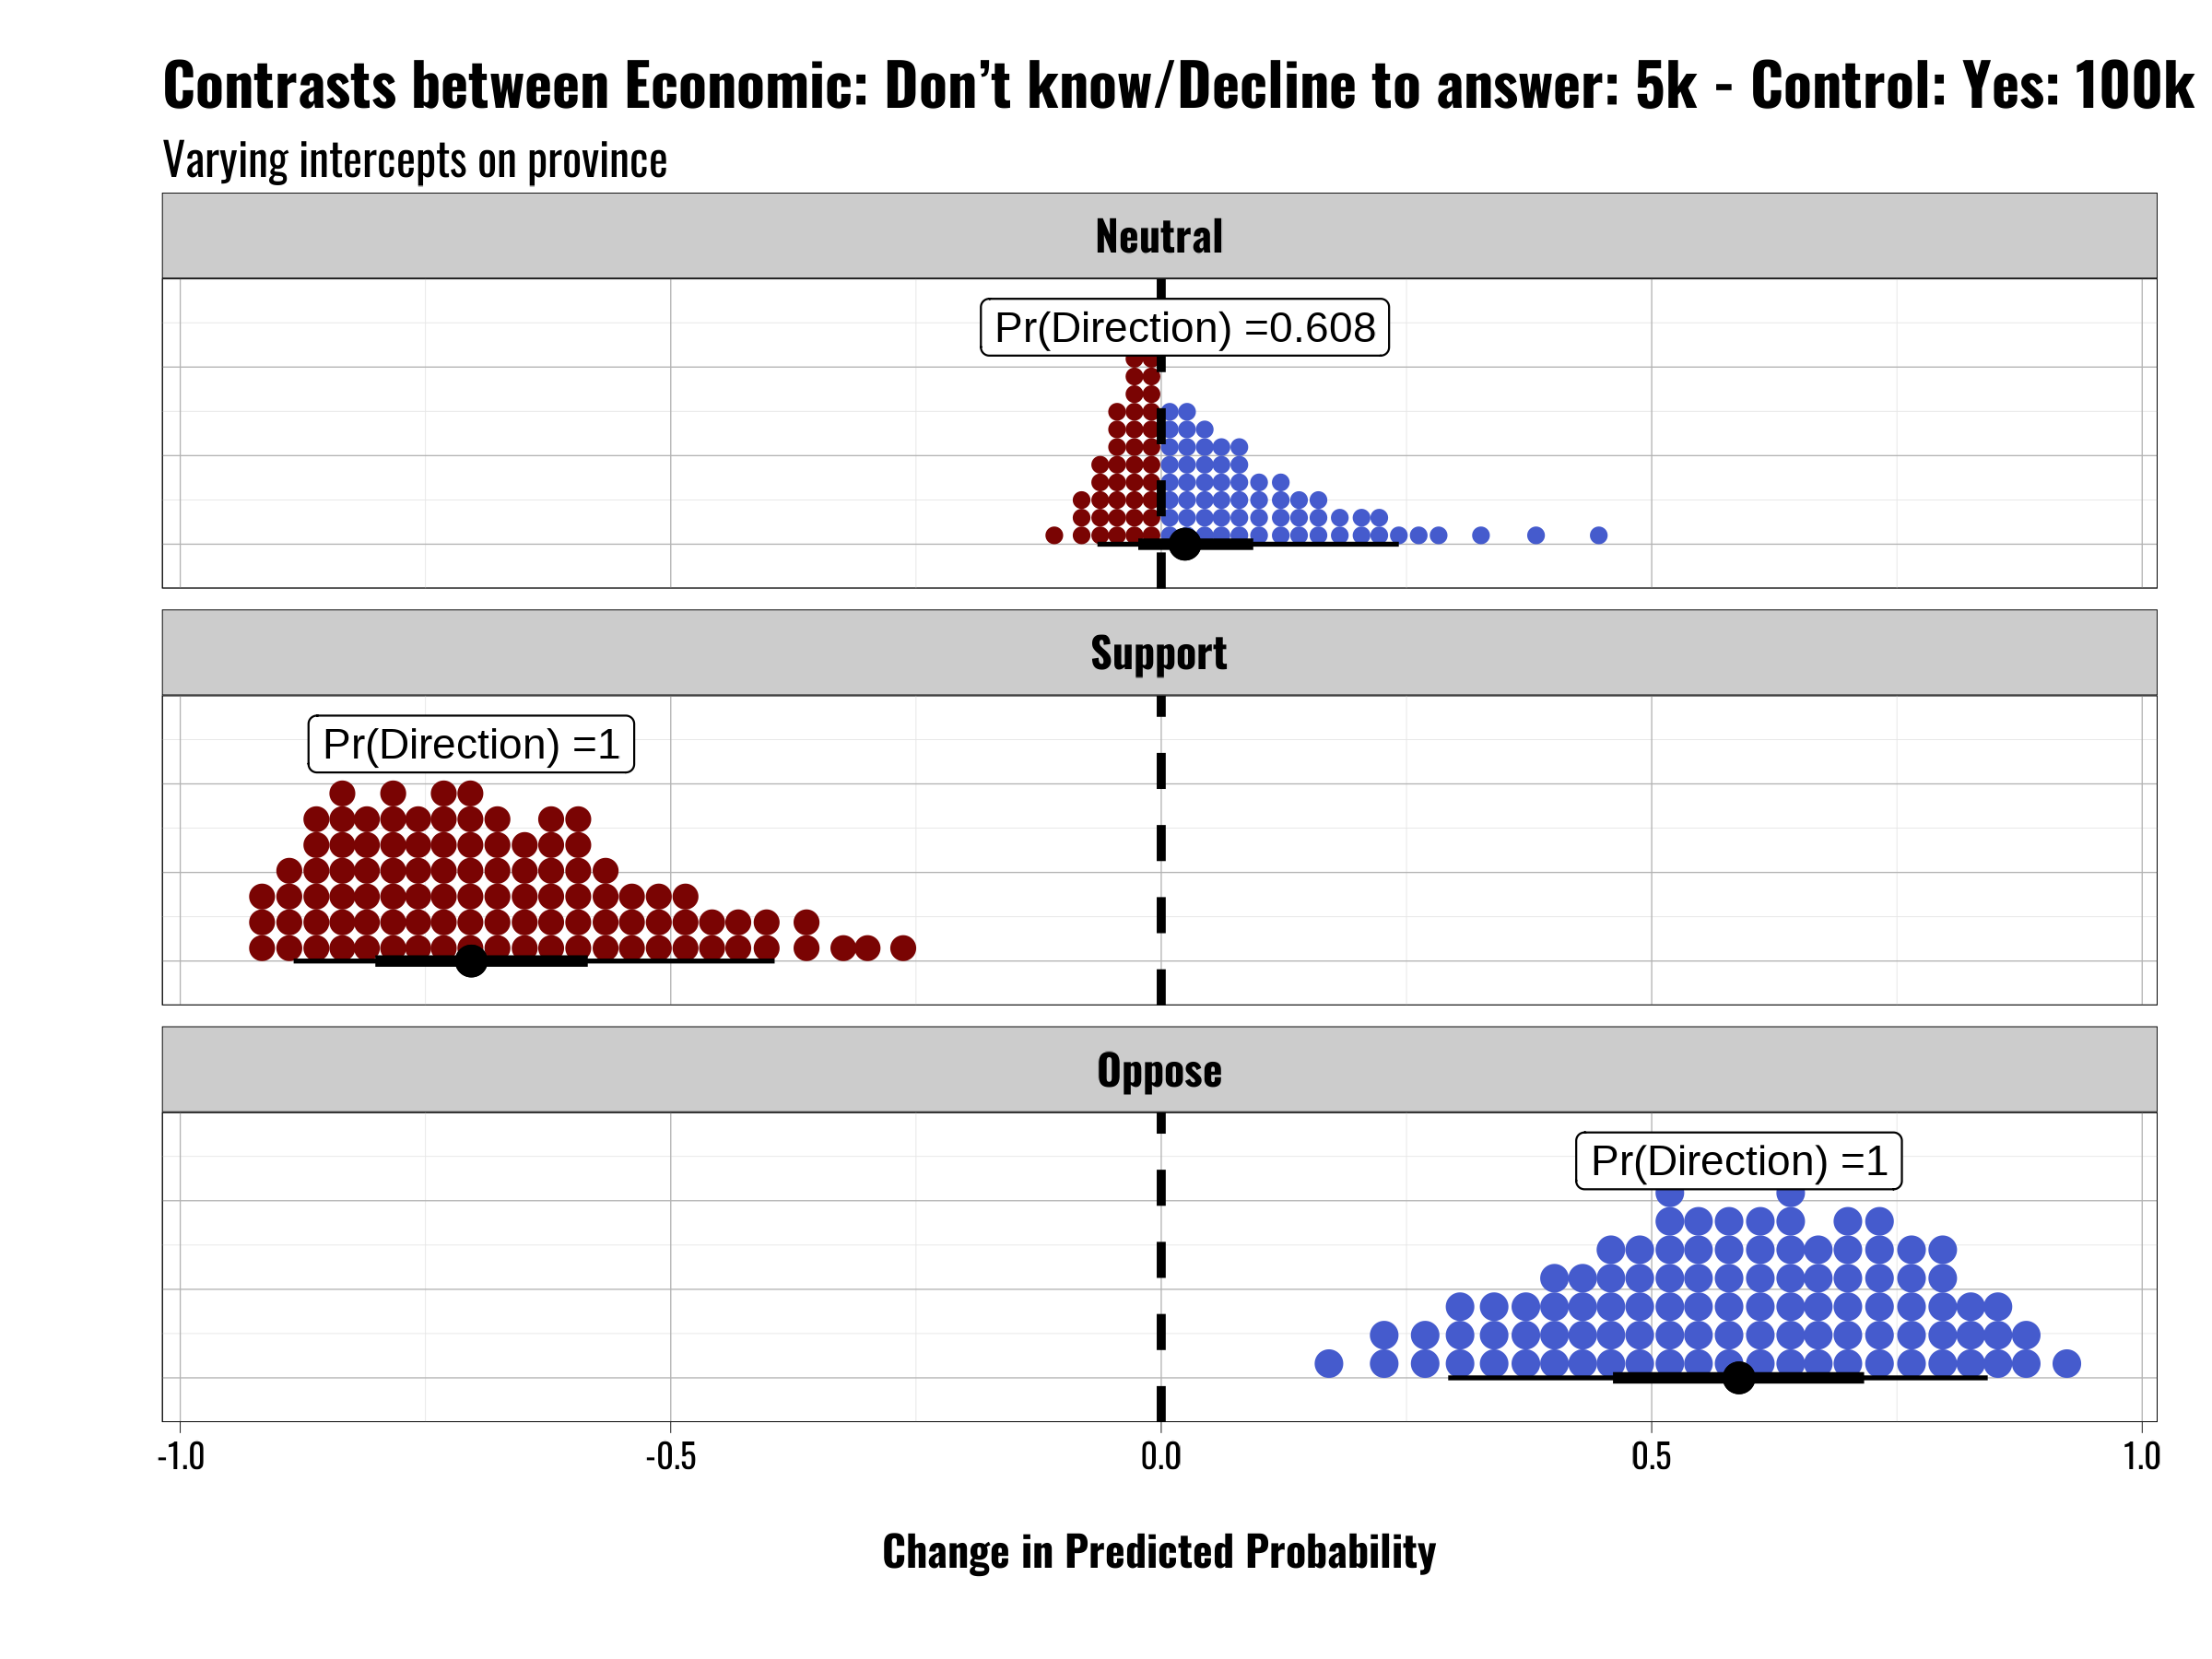 Contrasts between Economic: Don’t know/Decline to answer: 5k - Control: Yes: 100k
Varying intercepts on province
Neutral
Pr(Direction) =0.608
Support
Pr(Direction) =1
Oppose
Pr(Direction) =1
-1.0 -0.5 0.0 0.5 1.0
Change in Predicted Probability